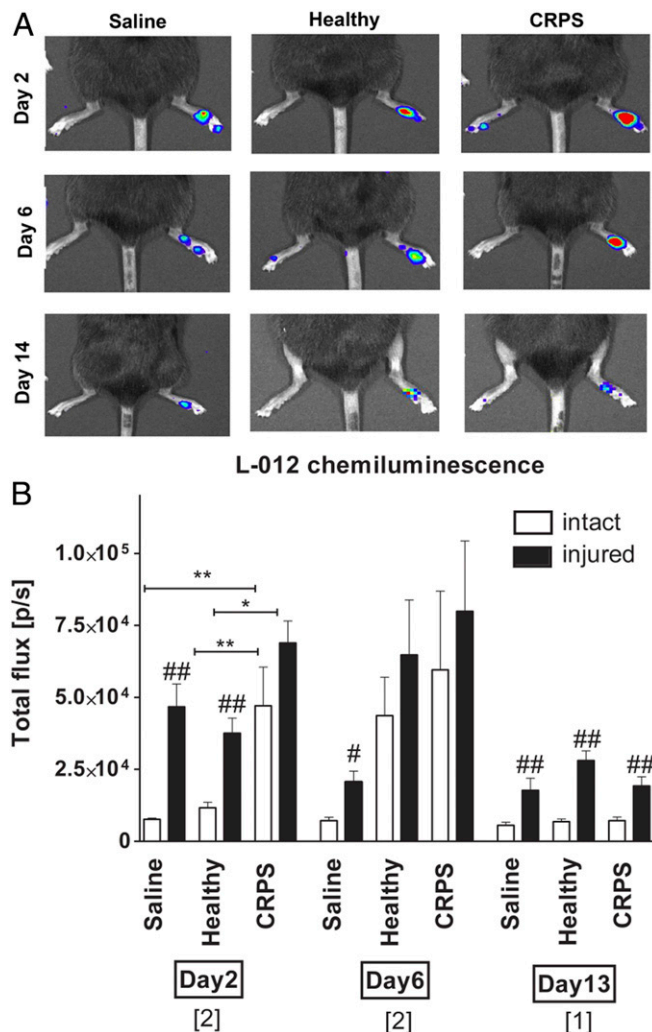 A
Saline Healthy CRPS
Day 2
Day 6
Day 14
L-012 chemiluminescence
B
intact
injured
Total flux [p/s]
1.0×10⁵
7.5×10⁴
5.0×10⁴
2.5×10⁴
0
** * **
## ## # ## ## ##
Saline Healthy CRPS Saline Healthy CRPS Saline Healthy CRPS
Day2 Day6 Day13
[2] [2] [1]